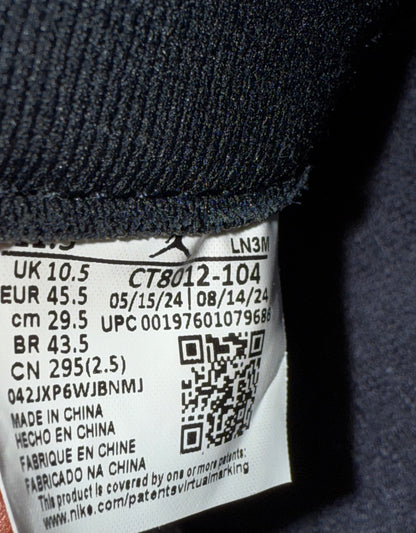 LN3M
UK 10.5
CT8012-104
EUR 45.5
05/15/24 | 08/14/24
cm 29.5
UPC 00197601079686
BR 43.5
CN 295(2.5)
042JXP6WJBNMJ
MADE IN CHINA
HECHO EN CHINA
FABRIQUE EN CHINE
FABRICADO NA CHINA
This product is covered by one or more patents:
www.nike.com/patentsvirtualmarking